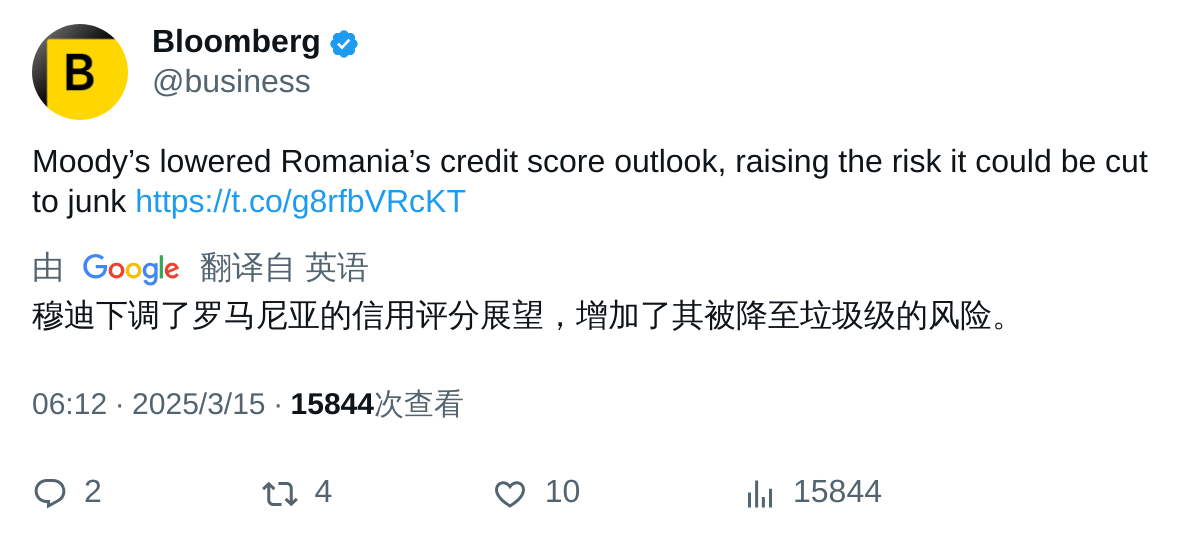 B
Bloomberg
@business
Moody’s lowered Romania’s credit score outlook, raising the risk it could be cut
to junk https://t.co/g8rfbVRcKT
由 Google 翻译自 英语
穆迪下调了罗马尼亚的信用评分展望，增加了其被降至垃圾级的风险。
06:12 · 2025/3/15 · 15844次查看
2 4 10 15844